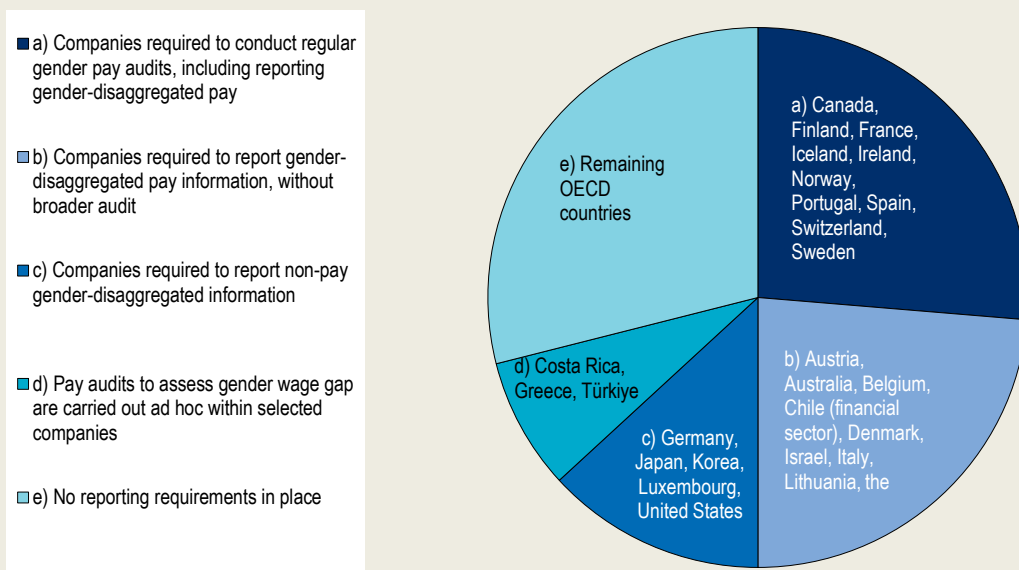 a) Companies required to conduct regular
gender pay audits, including reporting
gender-disaggregated pay
b) Companies required to report gender-
disaggregated pay information, without
broader audit
c) Companies required to report non-pay
gender-disaggregated information
d) Pay audits to assess gender wage gap
are carried out ad hoc within selected
companies
e) No reporting requirements in place
a) Canada,
Finland, France,
Iceland, Ireland,
Norway,
Portugal, Spain,
Switzerland,
Sweden
b) Austria,
Australia, Belgium,
Chile (financial
sector), Denmark,
Israel, Italy,
Lithuania, the
c) Germany,
Japan, Korea,
Luxembourg,
United States
d) Costa Rica,
Greece, Türkiye
e) Remaining
OECD
countries